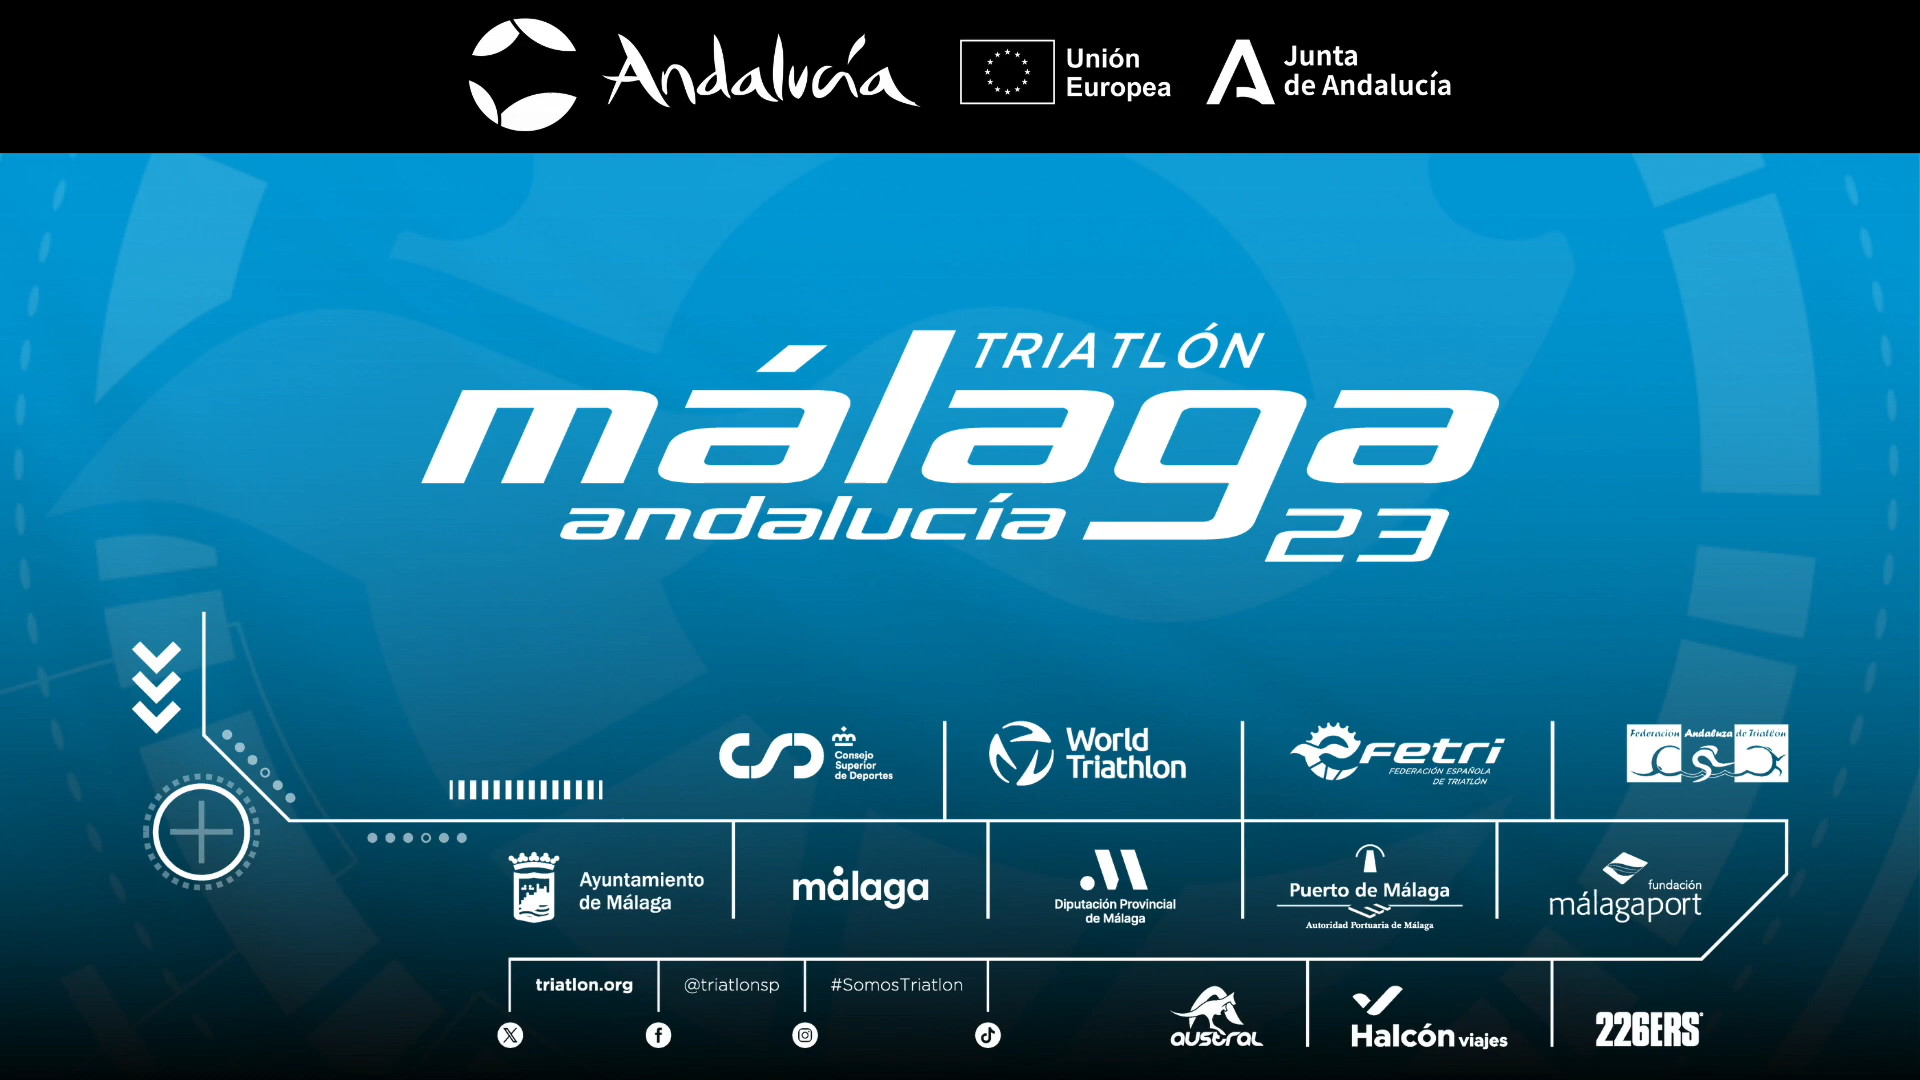 Andalucía
Unión
Europea
Junta
de Andalucía
TRIATLÓN
málaga
andalucía 23
Consejo
Superior
de Deportes
World
Triathlon
Fetri
FEDERACIÓN ESPAÑOLA
DE TRIATLÓN
Federacion Andaluza de Triatlon
Ayuntamiento
de Málaga
málaga
Diputación Provincial
de Málaga
Puerto de Málaga
Autoridad Portuaria de Málaga
fundación
málagaport
triatlon.org
@triatlonsp
#SomosTriatlon
austral
Halcón viajes
226ERS